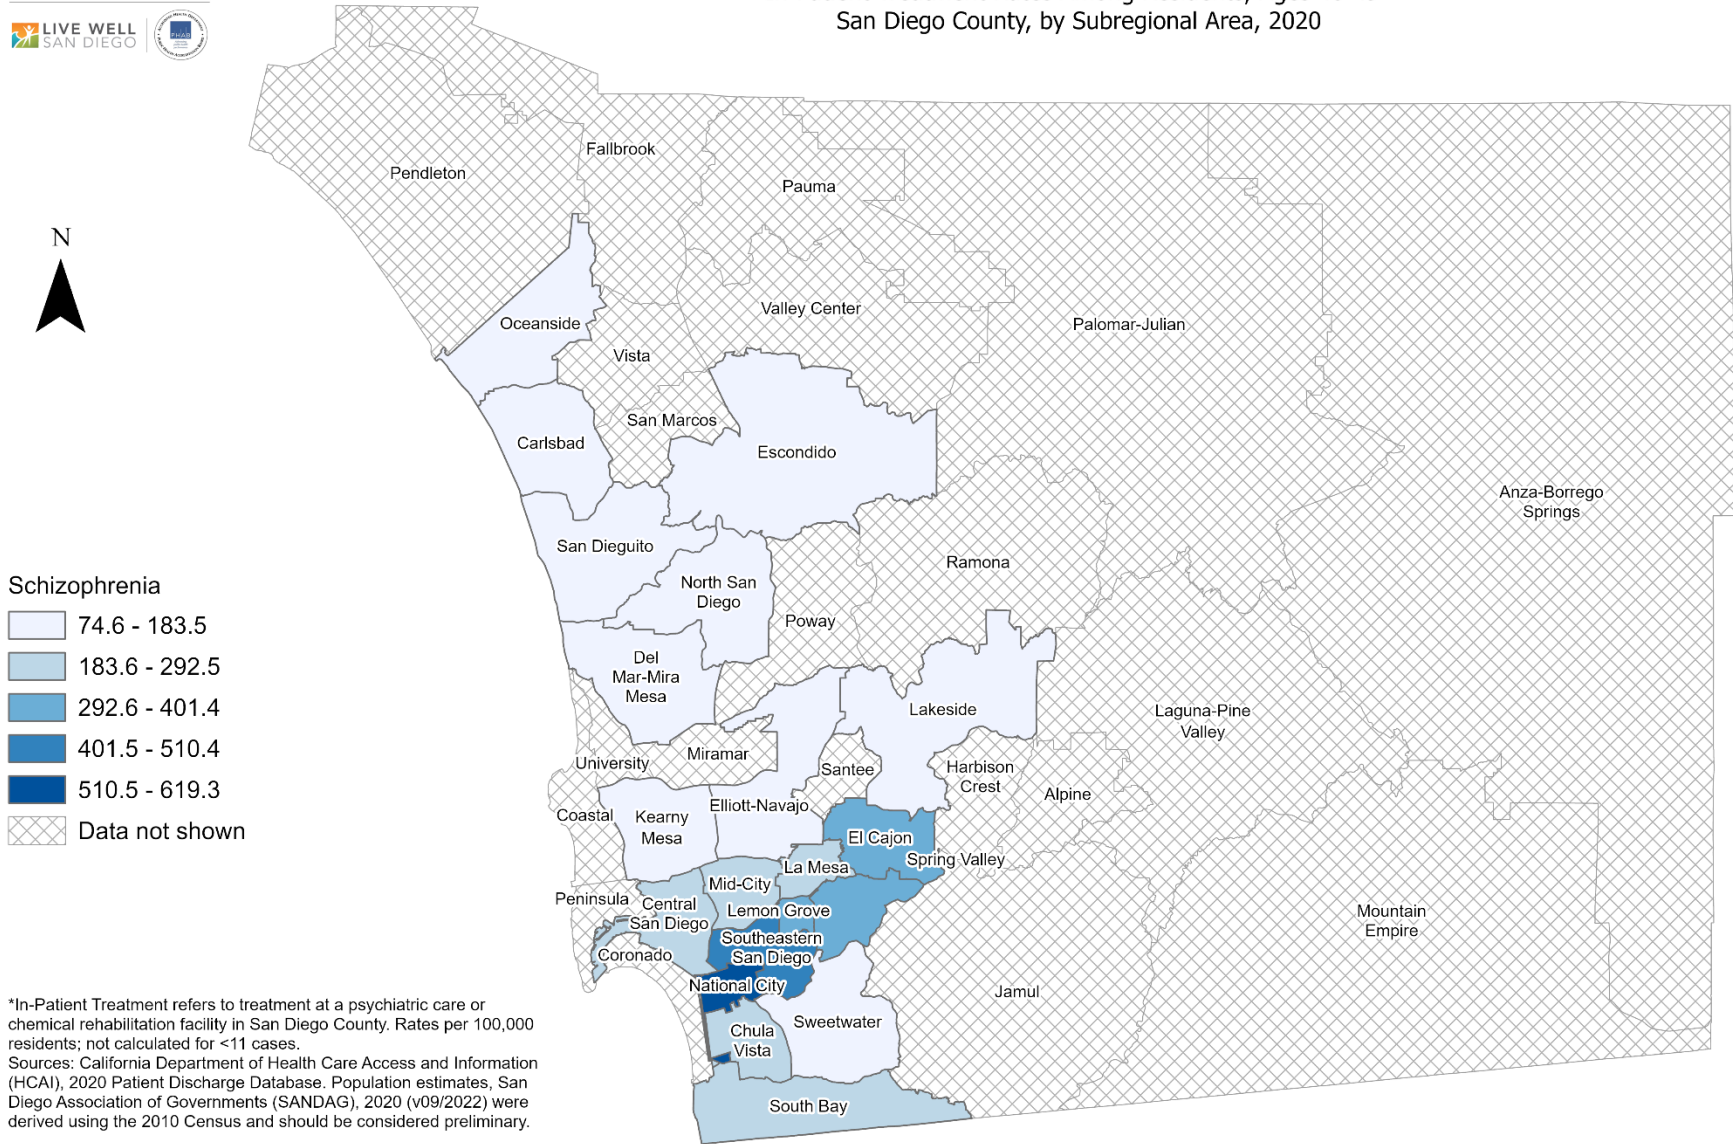 LIVE WELL
SAN DIEGO
PHAB
San Diego County, by Subregional Area, 2020
Fallbrook
Pendleton
Pauma
N
Valley Center
Oceanside
Palomar-Julian
Vista
San Marcos
Carlsbad
Escondido
Anza-Borrego
Springs
San Dieguito
Ramona
North San
Diego
Poway
Del
Mar-Mira
Mesa
Lakeside
Laguna-Pine
Valley
Miramar
University
Santee
Harbison
Crest
Alpine
Elliott-Navajo
Coastal
Kearny
Mesa
El Cajon
Spring Valley
La Mesa
Mid-City
Peninsula
Central
San Diego
Lemon Grove
Mountain
Empire
Southeastern
San Diego
Coronado
National City
Jamul
Sweetwater
Chula
Vista
South Bay
Schizophrenia
74.6 - 183.5
183.6 - 292.5
292.6 - 401.4
401.5 - 510.4
510.5 - 619.3
Data not shown
*In-Patient Treatment refers to treatment at a psychiatric care or
chemical rehabilitation facility in San Diego County. Rates per 100,000
residents; not calculated for <11 cases.
Sources: California Department of Health Care Access and Information
(HCAI), 2020 Patient Discharge Database. Population estimates, San
Diego Association of Governments (SANDAG), 2020 (v09/2022) were
derived using the 2010 Census and should be considered preliminary.